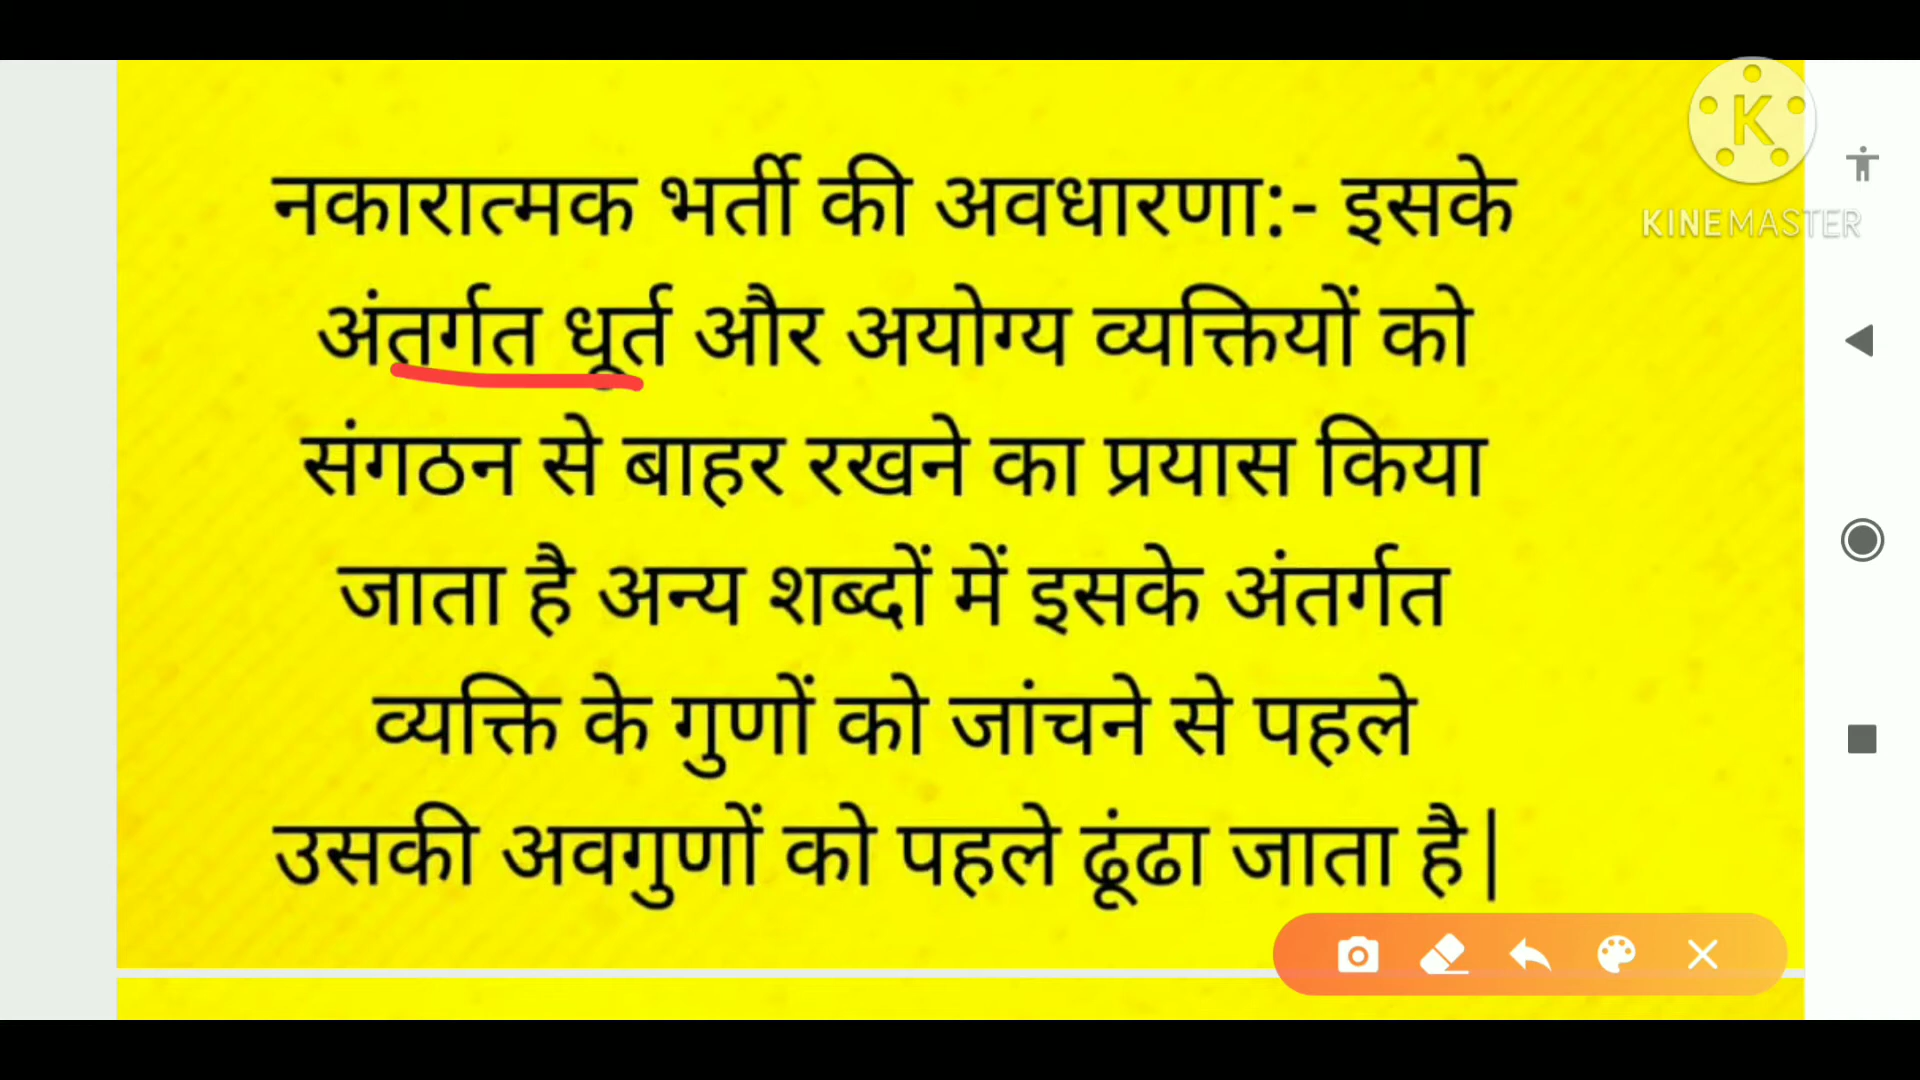 नकारात्मक भर्ती की अवधारणा:- इसके
अंतर्गत धूर्त और अयोग्य व्यक्तियों को
संगठन से बाहर रखने का प्रयास किया
जाता है अन्य शब्दों में इसके अंतर्गत
व्यक्ति के गुणों को जांचने से पहले
उसकी अवगुणों को पहले ढूंढा जाता है|
K
KINEMASTER